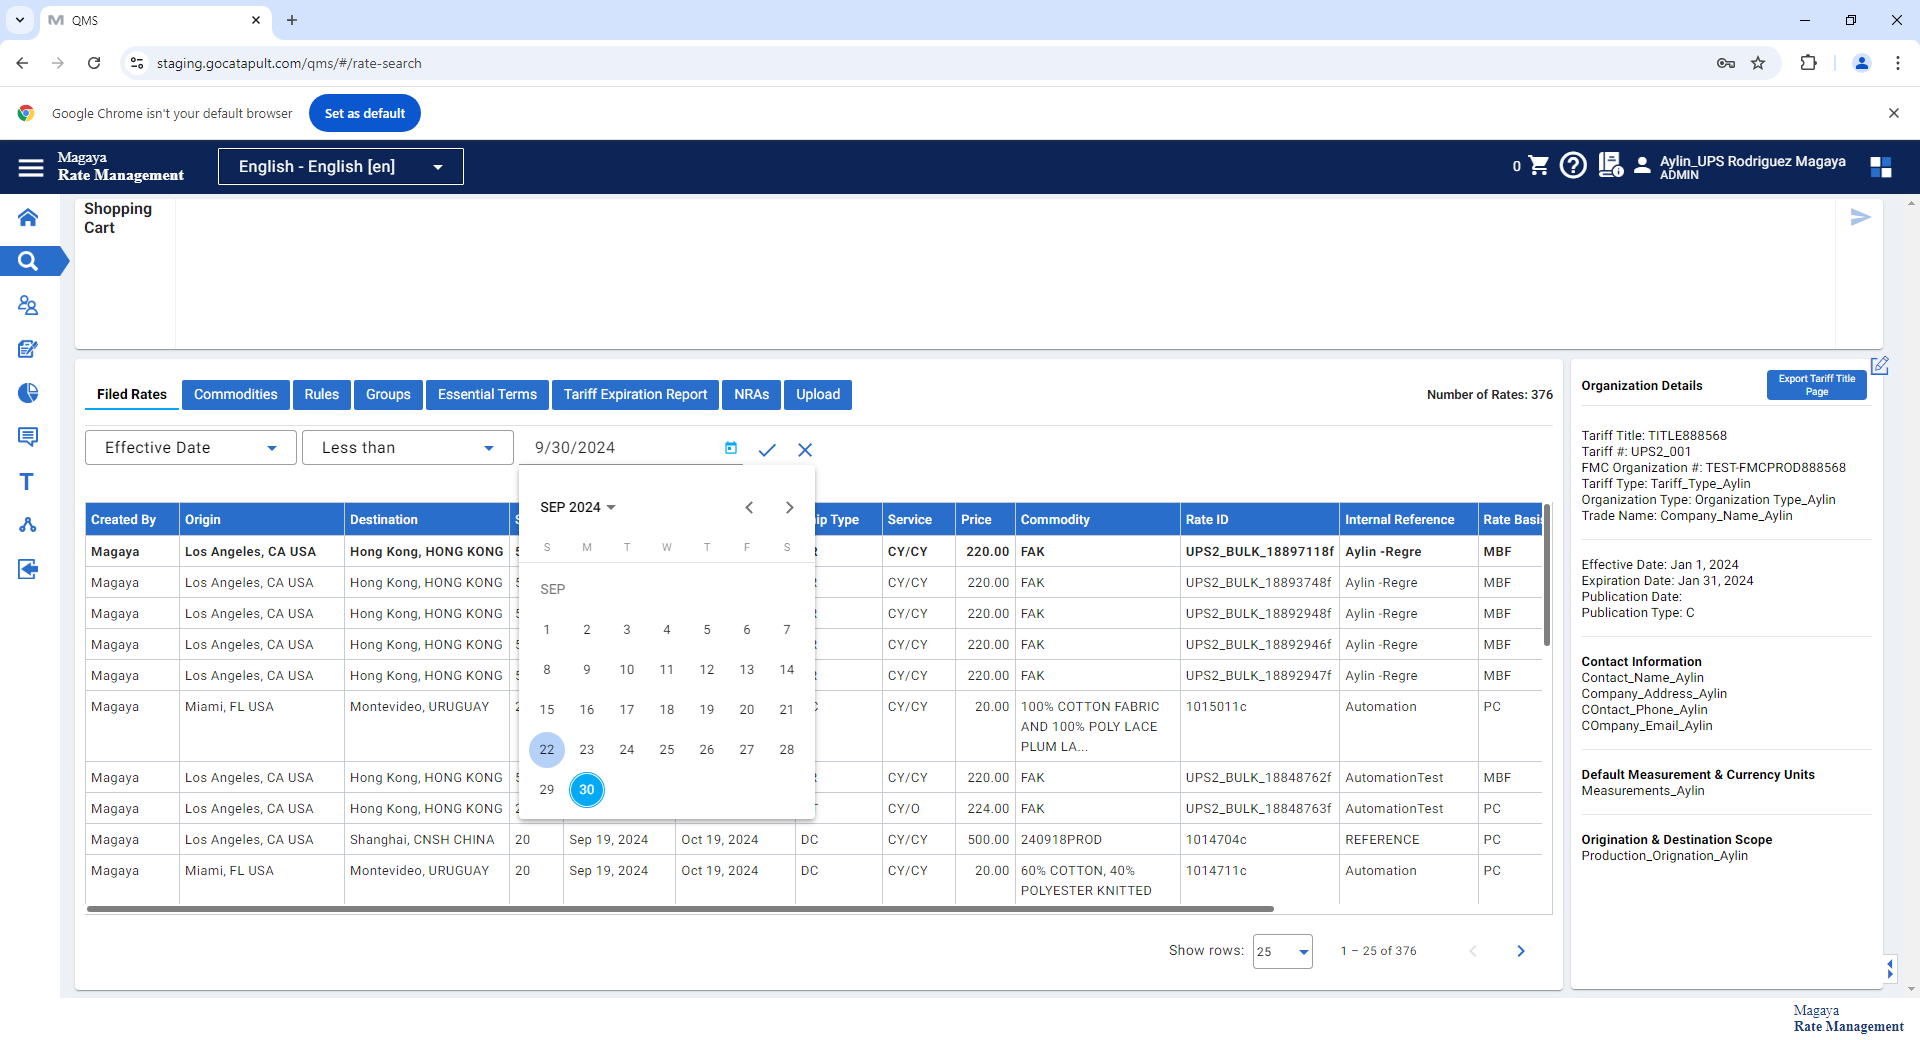 QMS
staging.gocatapult.com/qms/#/rate-search
Google Chrome isn't your default browser
Set as default
Magaya
Rate Management
English - English [en]
0
Aylin_UPS Rodriguez Magaya
ADMIN
Shopping
Cart
Filed Rates Commodities Rules Groups Essential Terms Tariff Expiration Report NRAs Upload
Number of Rates: 376
Effective Date Less than 9/30/2024
SEP 2024
S M T W T F S
SEP
1 2 3 4 5 6 7
8 9 10 11 12 13 14
15 16 17 18 19 20 21
22 23 24 25 26 27 28
29 30
Created By Origin Destination Type Service Price Commodity Rate ID Internal Reference Rate Basis
Magaya Los Angeles, CA USA Hong Kong, HONG KONG CY/CY 220.00 FAK UPS2_BULK_18897118f Aylin -Regre MBF
Magaya Los Angeles, CA USA Hong Kong, HONG KONG CY/CY 220.00 FAK UPS2_BULK_18893748f Aylin -Regre MBF
Magaya Los Angeles, CA USA Hong Kong, HONG KONG CY/CY 220.00 FAK UPS2_BULK_18892948f Aylin -Regre MBF
Magaya Los Angeles, CA USA Hong Kong, HONG KONG CY/CY 220.00 FAK UPS2_BULK_18892946f Aylin -Regre MBF
Magaya Los Angeles, CA USA Hong Kong, HONG KONG CY/CY 220.00 FAK UPS2_BULK_18892947f Aylin -Regre MBF
Magaya Miami, FL USA Montevideo, URUGUAY CY/CY 20.00 100% COTTON FABRIC 1015011c Automation PC
AND 100% POLY LACE
PLUM LA...
Magaya Los Angeles, CA USA Hong Kong, HONG KONG CY/CY 220.00 FAK UPS2_BULK_18848762f AutomationTest MBF
Magaya Los Angeles, CA USA Hong Kong, HONG KONG CY/O 224.00 FAK UPS2_BULK_18848763f AutomationTest PC
Magaya Los Angeles, CA USA Shanghai, CNSH CHINA 20 Sep 19, 2024 Oct 19, 2024 DC CY/CY 500.00 240918PROD 1014704c REFERENCE PC
Magaya Miami, FL USA Montevideo, URUGUAY 20 Sep 19, 2024 Oct 19, 2024 DC CY/CY 20.00 60% COTTON, 40% 1014711c Automation PC
POLYESTER KNITTED
Show rows: 25 1 – 25 of 376
Organization Details
Export Tariff Title
Page
Tariff Title: TITLE888568
Tariff #: UPS2_001
FMC Organization #: TEST-FMCPROD888568
Tariff Type: Tariff_Type_Aylin
Organization Type: Organization Type_Aylin
Trade Name: Company_Name_Aylin
Effective Date: Jan 1, 2024
Expiration Date: Jan 31, 2024
Publication Date:
Publication Type: C
Contact Information
Contact_Name_Aylin
Company_Address_Aylin
COntact_Phone_Aylin
COmpany_Email_Aylin
Default Measurement & Currency Units
Measurements_Aylin
Origination & Destination Scope
Production_Orignation_Aylin
Magaya
Rate Management